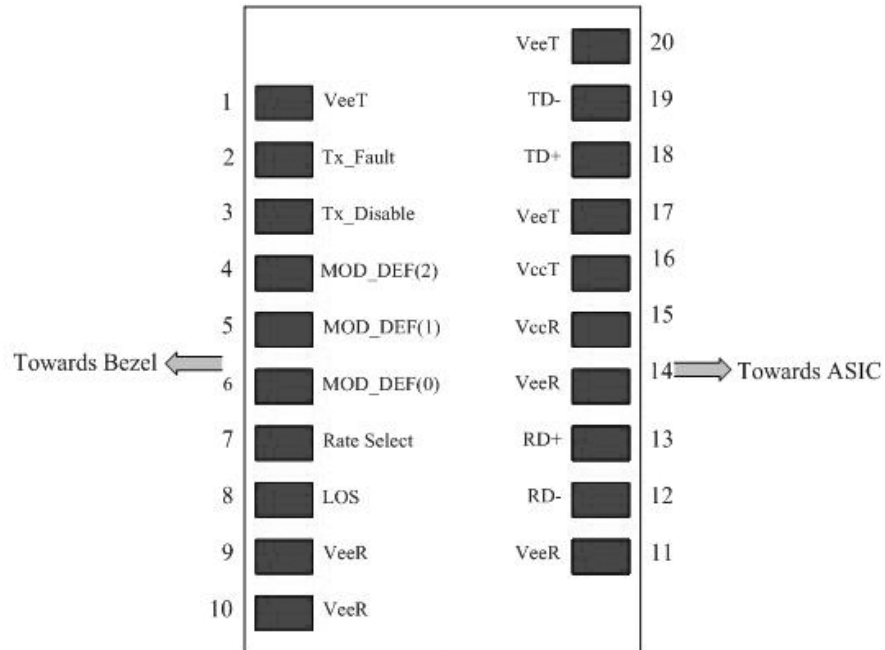 VeeT 20
1 VeeT TD- 19
2 Tx_Fault TD+ 18
3 Tx_Disable VeeT 17
4 MOD_DEF(2) VccT 16
5 MOD_DEF(1) VccR 15
Towards Bezel
6 MOD_DEF(0) VeeR 14
Towards ASIC
7 Rate Select RD+ 13
8 LOS RD- 12
9 VeeR VeeR 11
10 VeeR